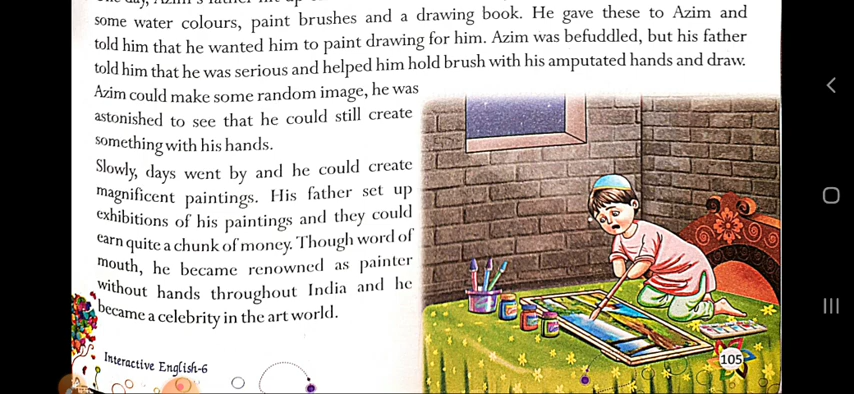 some water colours, paint brushes and a drawing book. He gave these to Azim and
told him that he wanted him to paint drawing for him. Azim was befuddled, but his father
told him that he was serious and helped him hold brush with his amputated hands and draw.
Azim could make some random image, he was
astonished to see that he could still create
something with his hands.
Slowly, days went by and he could create
magnificent paintings. His father set up
exhibitions of his paintings and they could
earn quite a chunk of money. Though word of
mouth, he became renowned as painter
without hands throughout India and he
became a celebrity in the art world.
Interactive English-6
105